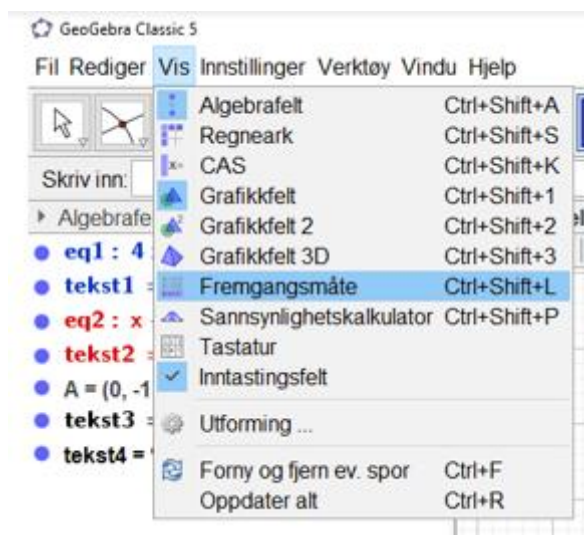 GeoGebra Classic 5
Fil Rediger Vis Innstillinger Verktøy Vindu Hjelp
Skriv inn:
Algebrafe
eq1 : 4
tekst1 =
eq2 : x
tekst2 =
A = (0, -1
tekst3 =
tekst4 = "
Algebrafelt Ctrl+Shift+A
Regneark Ctrl+Shift+S
CAS Ctrl+Shift+K
Grafikkfelt Ctrl+Shift+1
Grafikkfelt 2 Ctrl+Shift+2
Grafikkfelt 3D Ctrl+Shift+3
Fremgangsmåte Ctrl+Shift+L
Sannsynlighetskalkulator Ctrl+Shift+P
Tastatur
Inntastingsfelt
Utforming ...
Forny og fjern ev. spor Ctrl+F
Oppdater alt Ctrl+R